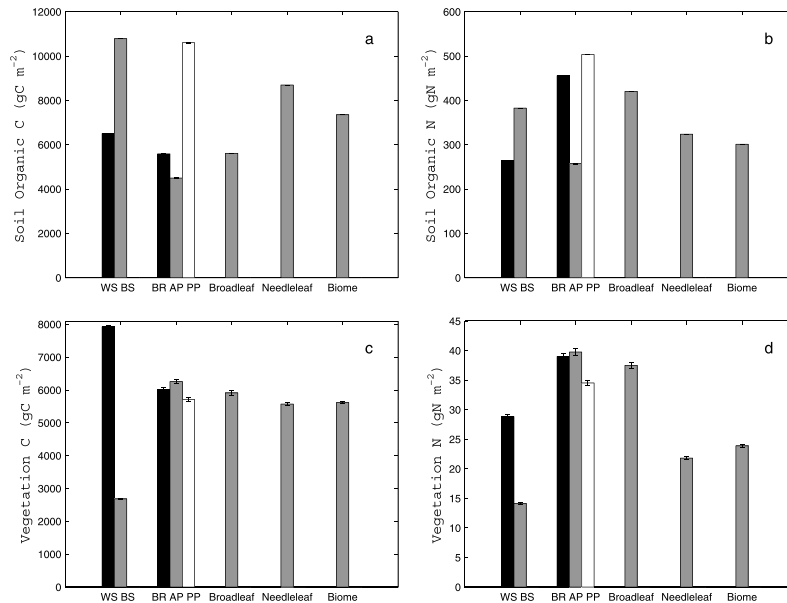 a
Soil Organic C (gC m⁻²)
12000
10000
8000
6000
4000
2000
0
WS BS BR AP PP Broadleaf Needleleaf Biome
b
Soil Organic N (gN m⁻²)
600
500
400
300
200
100
0
WS BS BR AP PP Broadleaf Needleleaf Biome
c
Vegetation C (gC m⁻²)
8000
7000
6000
5000
4000
3000
2000
1000
0
WS BS BR AP PP Broadleaf Needleleaf Biome
d
Vegetation N (gN m⁻²)
45
40
35
30
25
20
15
10
5
0
WS BS BR AP PP Broadleaf Needleleaf Biome